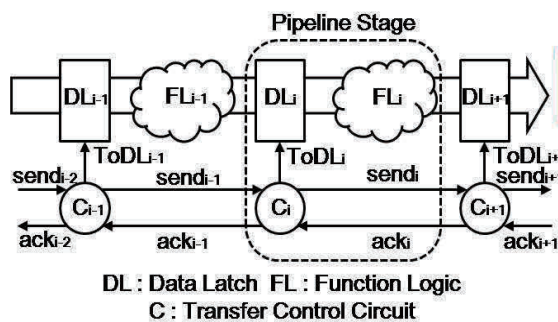 Pipeline Stage
DLi-1 FLi-1 DLi FLi DLi+1
ToDLi-1 ToDLi ToDLi+
sendi-2 sendi-1 sendi sendi+
Ci-1 Ci Ci+1
acki-2 acki-1 acki acki+1
DL : Data Latch FL : Function Logic
C : Transfer Control Circuit